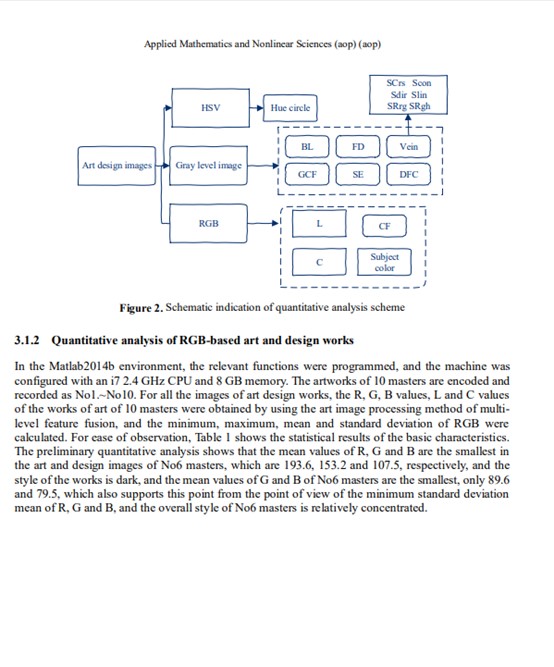 Applied Mathematics and Nonlinear Sciences (aop) (aop)
SCrs Scon
Sdir Slin
SRrg SRgh
HSV
Hue circle
BL
FD
Vein
Art design images
Gray level image
GCF
SE
DFC
RGB
L
CF
C
Subject
color
Figure 2. Schematic indication of quantitative analysis scheme
3.1.2 Quantitative analysis of RGB-based art and design works
In the Matlab2014b environment, the relevant functions were programmed, and the machine was
configured with an i7 2.4 GHz CPU and 8 GB memory. The artworks of 10 masters are encoded and
recorded as No1.~No10. For all the images of art design works, the R, G, B values, L and C values
of the works of art of 10 masters were obtained by using the art image processing method of multi-
level feature fusion, and the minimum, maximum, mean and standard deviation of RGB were
calculated. For ease of observation, Table 1 shows the statistical results of the basic characteristics.
The preliminary quantitative analysis shows that the mean values of R, G and B are the smallest in
the art and design images of No6 masters, which are 193.6, 153.2 and 107.5, respectively, and the
style of the works is dark, and the mean values of G and B of No6 masters are the smallest, only 89.6
and 79.5, which also supports this point from the point of view of the minimum standard deviation
mean of R, G and B, and the overall style of No6 masters is relatively concentrated.